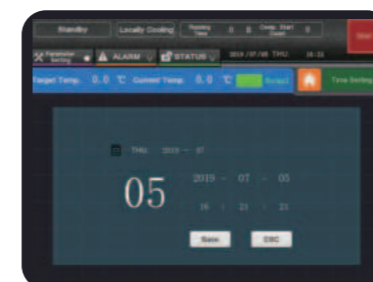 Standby Locally Cooling Running Time 0 0 Comp. Start Count 0
Parameter Setting ALARM STATUS 2019/07/05 THU.
Target Temp. 0.0 ℃ Current Temp. 0.0 ℃ Time Setting
THU. 2019 - 07
05
2019 - 07 - 05
16 : 21 : 21
Save ESC